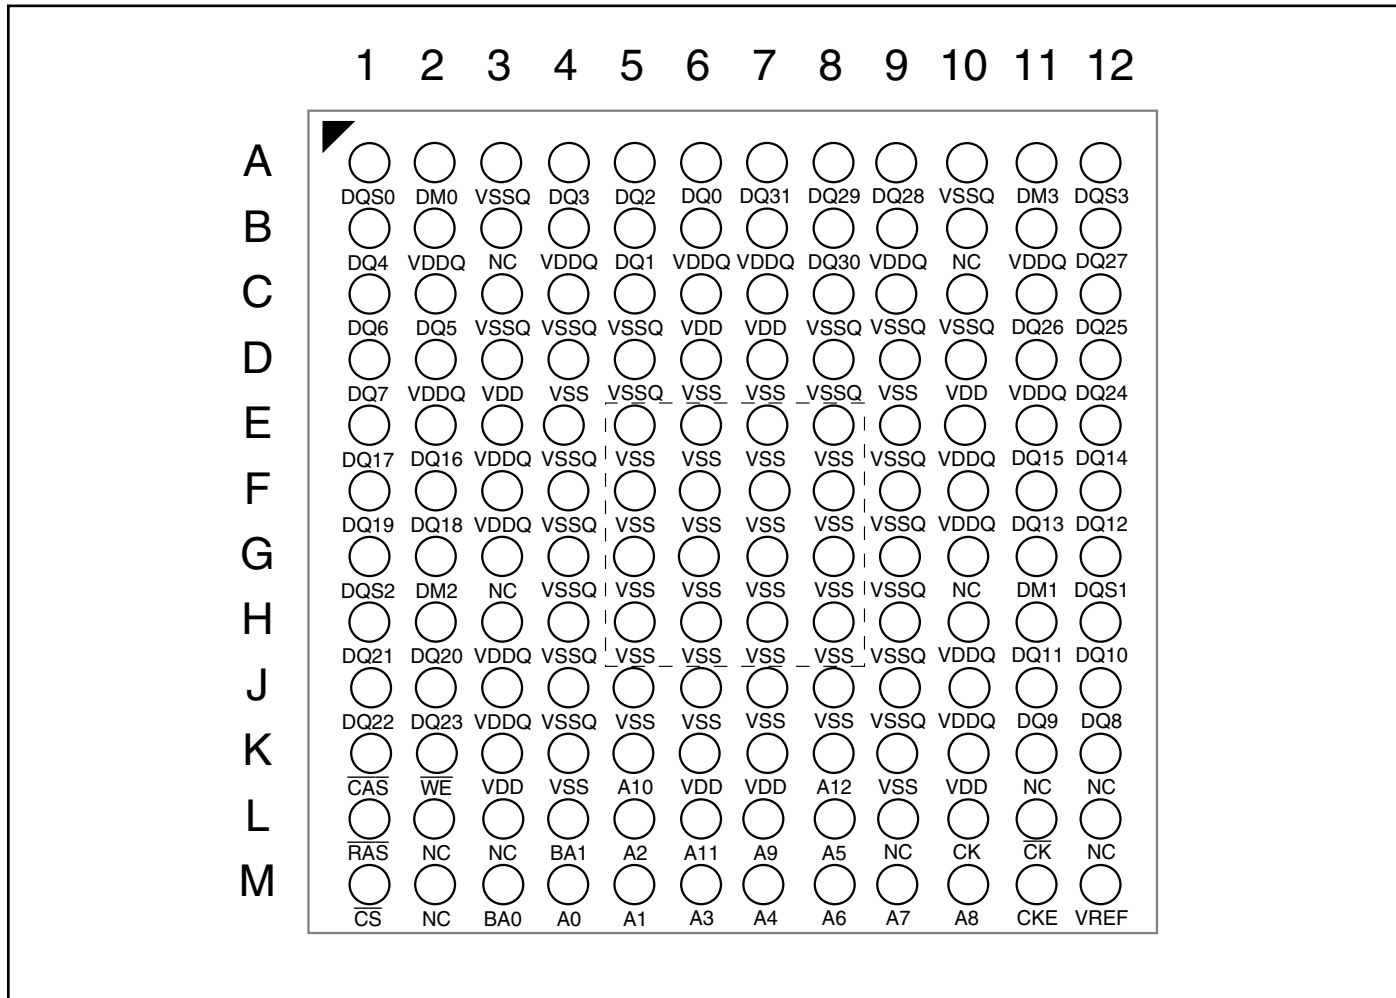 1 2 3 4 5 6 7 8 9 10 11 12
A
DQS0 DM0 VSSQ DQ3 DQ2 DQ0 DQ31 DQ29 DQ28 VSSQ DM3 DQS3
B
DQ4 VDDQ NC VDDQ DQ1 VDDQ VDDQ DQ30 VDDQ NC VDDQ DQ27
C
DQ6 DQ5 VSSQ VSSQ VSSQ VDD VDD VSSQ VSSQ VSSQ DQ26 DQ25
D
DQ7 VDDQ VDD VSS VSSQ VSS VSS VSSQ VSS VDD VDDQ DQ24
E
DQ17 DQ16 VDDQ VSSQ VSS VSS VSS VSS VSSQ VDDQ DQ15 DQ14
F
DQ19 DQ18 VDDQ VSSQ VSS VSS VSS VSS VSSQ VDDQ DQ13 DQ12
G
DQS2 DM2 NC VSSQ VSS VSS VSS VSS VSSQ NC DM1 DQS1
H
DQ21 DQ20 VDDQ VSSQ VSS VSS VSS VSS VSSQ VDDQ DQ11 DQ10
J
DQ22 DQ23 VDDQ VSSQ VSS VSS VSS VSS VSSQ VDDQ DQ9 DQ8
K
C̅A̅S̅ W̅E̅ VDD VSS A10 VDD VDD A12 VSS VDD NC NC
L
R̅A̅S̅ NC NC BA1 A2 A11 A9 A5 NC CK C̅K̅ NC
M
C̅S̅ NC BA0 A0 A1 A3 A4 A6 A7 A8 CKE VREF